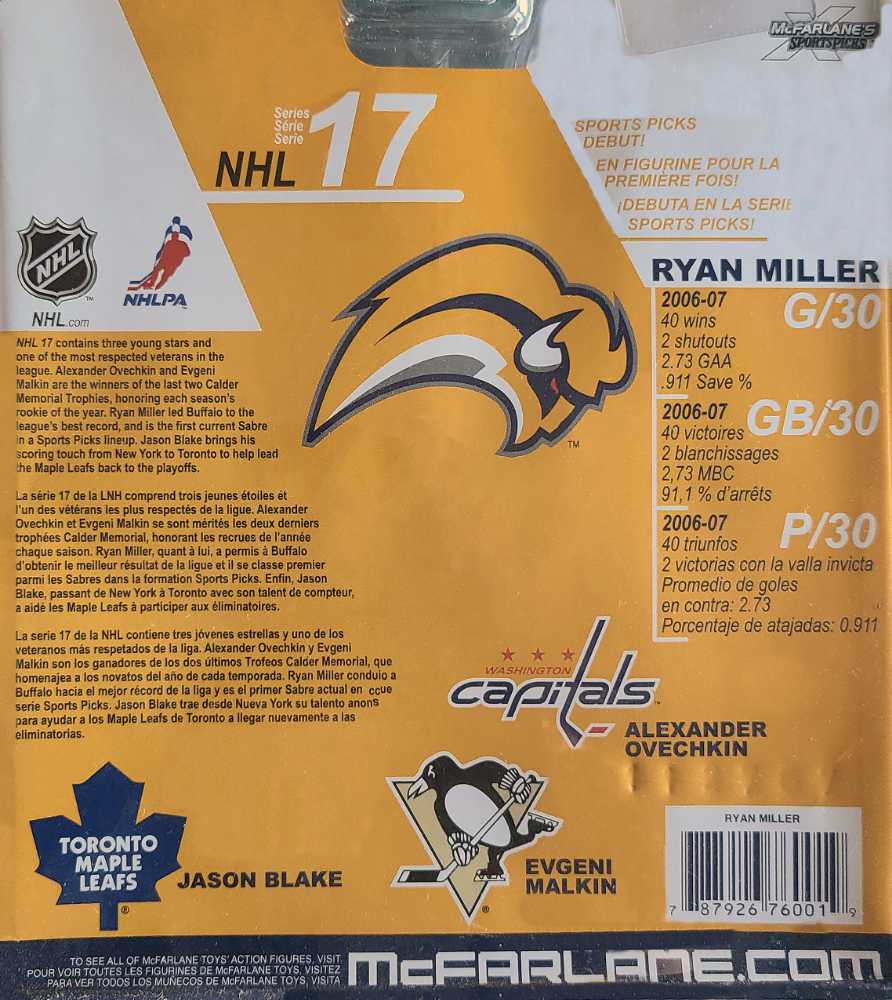 McFARLANE'S
SPORTSPICKS
Series
Série
Serie
NHL 17
SPORTS PICKS
DEBUT!
EN FIGURINE POUR LA
PREMIÈRE FOIS!
¡DEBUTA EN LA SERIE
SPORTS PICKS!
NHL
TM
NHL.com
NHLPA
RYAN MILLER
2006-07 G/30
40 wins
2 shutouts
2.73 GAA
.911 Save %
2006-07 GB/30
40 victoires
2 blanchissages
2,73 MBC
91,1 % d'arrêts
2006-07 P/30
40 triunfos
2 victorias con la valla invicta
Promedio de goles
en contra: 2.73
Porcentaje de atajadas: 0.911
TM
NHL 17 contains three young stars and
one of the most respected veterans in the
league. Alexander Ovechkin and Evgeni
Malkin are the winners of the last two Calder
Memorial Trophies, honoring each season's
rookie of the year. Ryan Miller led Buffalo to the
league's best record, and is the first current Sabre
in a Sports Picks lineup. Jason Blake brings his
scoring touch from New York to Toronto to help lead
the Maple Leafs back to the playoffs.
La série 17 de la LNH comprend trois jeunes étoiles et
l'un des vétérans les plus respectés de la ligue. Alexander
Ovechkin et Evgeni Malkin se sont mérités les deux derniers
trophées Calder Memorial, honorant les recrues de l'année
chaque saison. Ryan Miller, quant à lui, a permis à Buffalo
d'obtenir le meilleur résultat de la ligue et il se classe premier
parmi les Sabres dans la formation Sports Picks. Enfin, Jason
Blake, passant de New York à Toronto avec son talent de compteur,
a aidé les Maple Leafs à participer aux éliminatoires.
La serie 17 de la NHL contiene tres jóvenes estrellas y uno de los
veteranos más respetados de la liga. Alexander Ovechkin y Evgeni
Malkin son los ganadores de los dos últimos Trofeos Calder Memorial, que
homenajea a los novatos del año de cada temporada. Ryan Miller conduio a
Buffalo hacia el mejor récord de la liga y es el primer Sabre actual en ccue
serie Sports Picks. Jason Blake trae desde Nueva York su talento anons
para ayudar a los Maple Leafs de Toronto a llegar nuevamente a las
eliminatorias.
WASHINGTON
capitals
ALEXANDER
OVECHKIN
TORONTO
MAPLE
LEAFS
®
JASON BLAKE
®
EVGENI
MALKIN
RYAN MILLER
7 87926 76001 9
TO SEE ALL OF McFARLANE TOYS' ACTION FIGURES, VISIT
POUR VOIR TOUTES LES FIGURINES DE McFARLANE TOYS, VISITEZ
PARA VER TODOS LOS MUÑECOS DE McFARLANE TOYS, VISITA
McFARLANE.COM